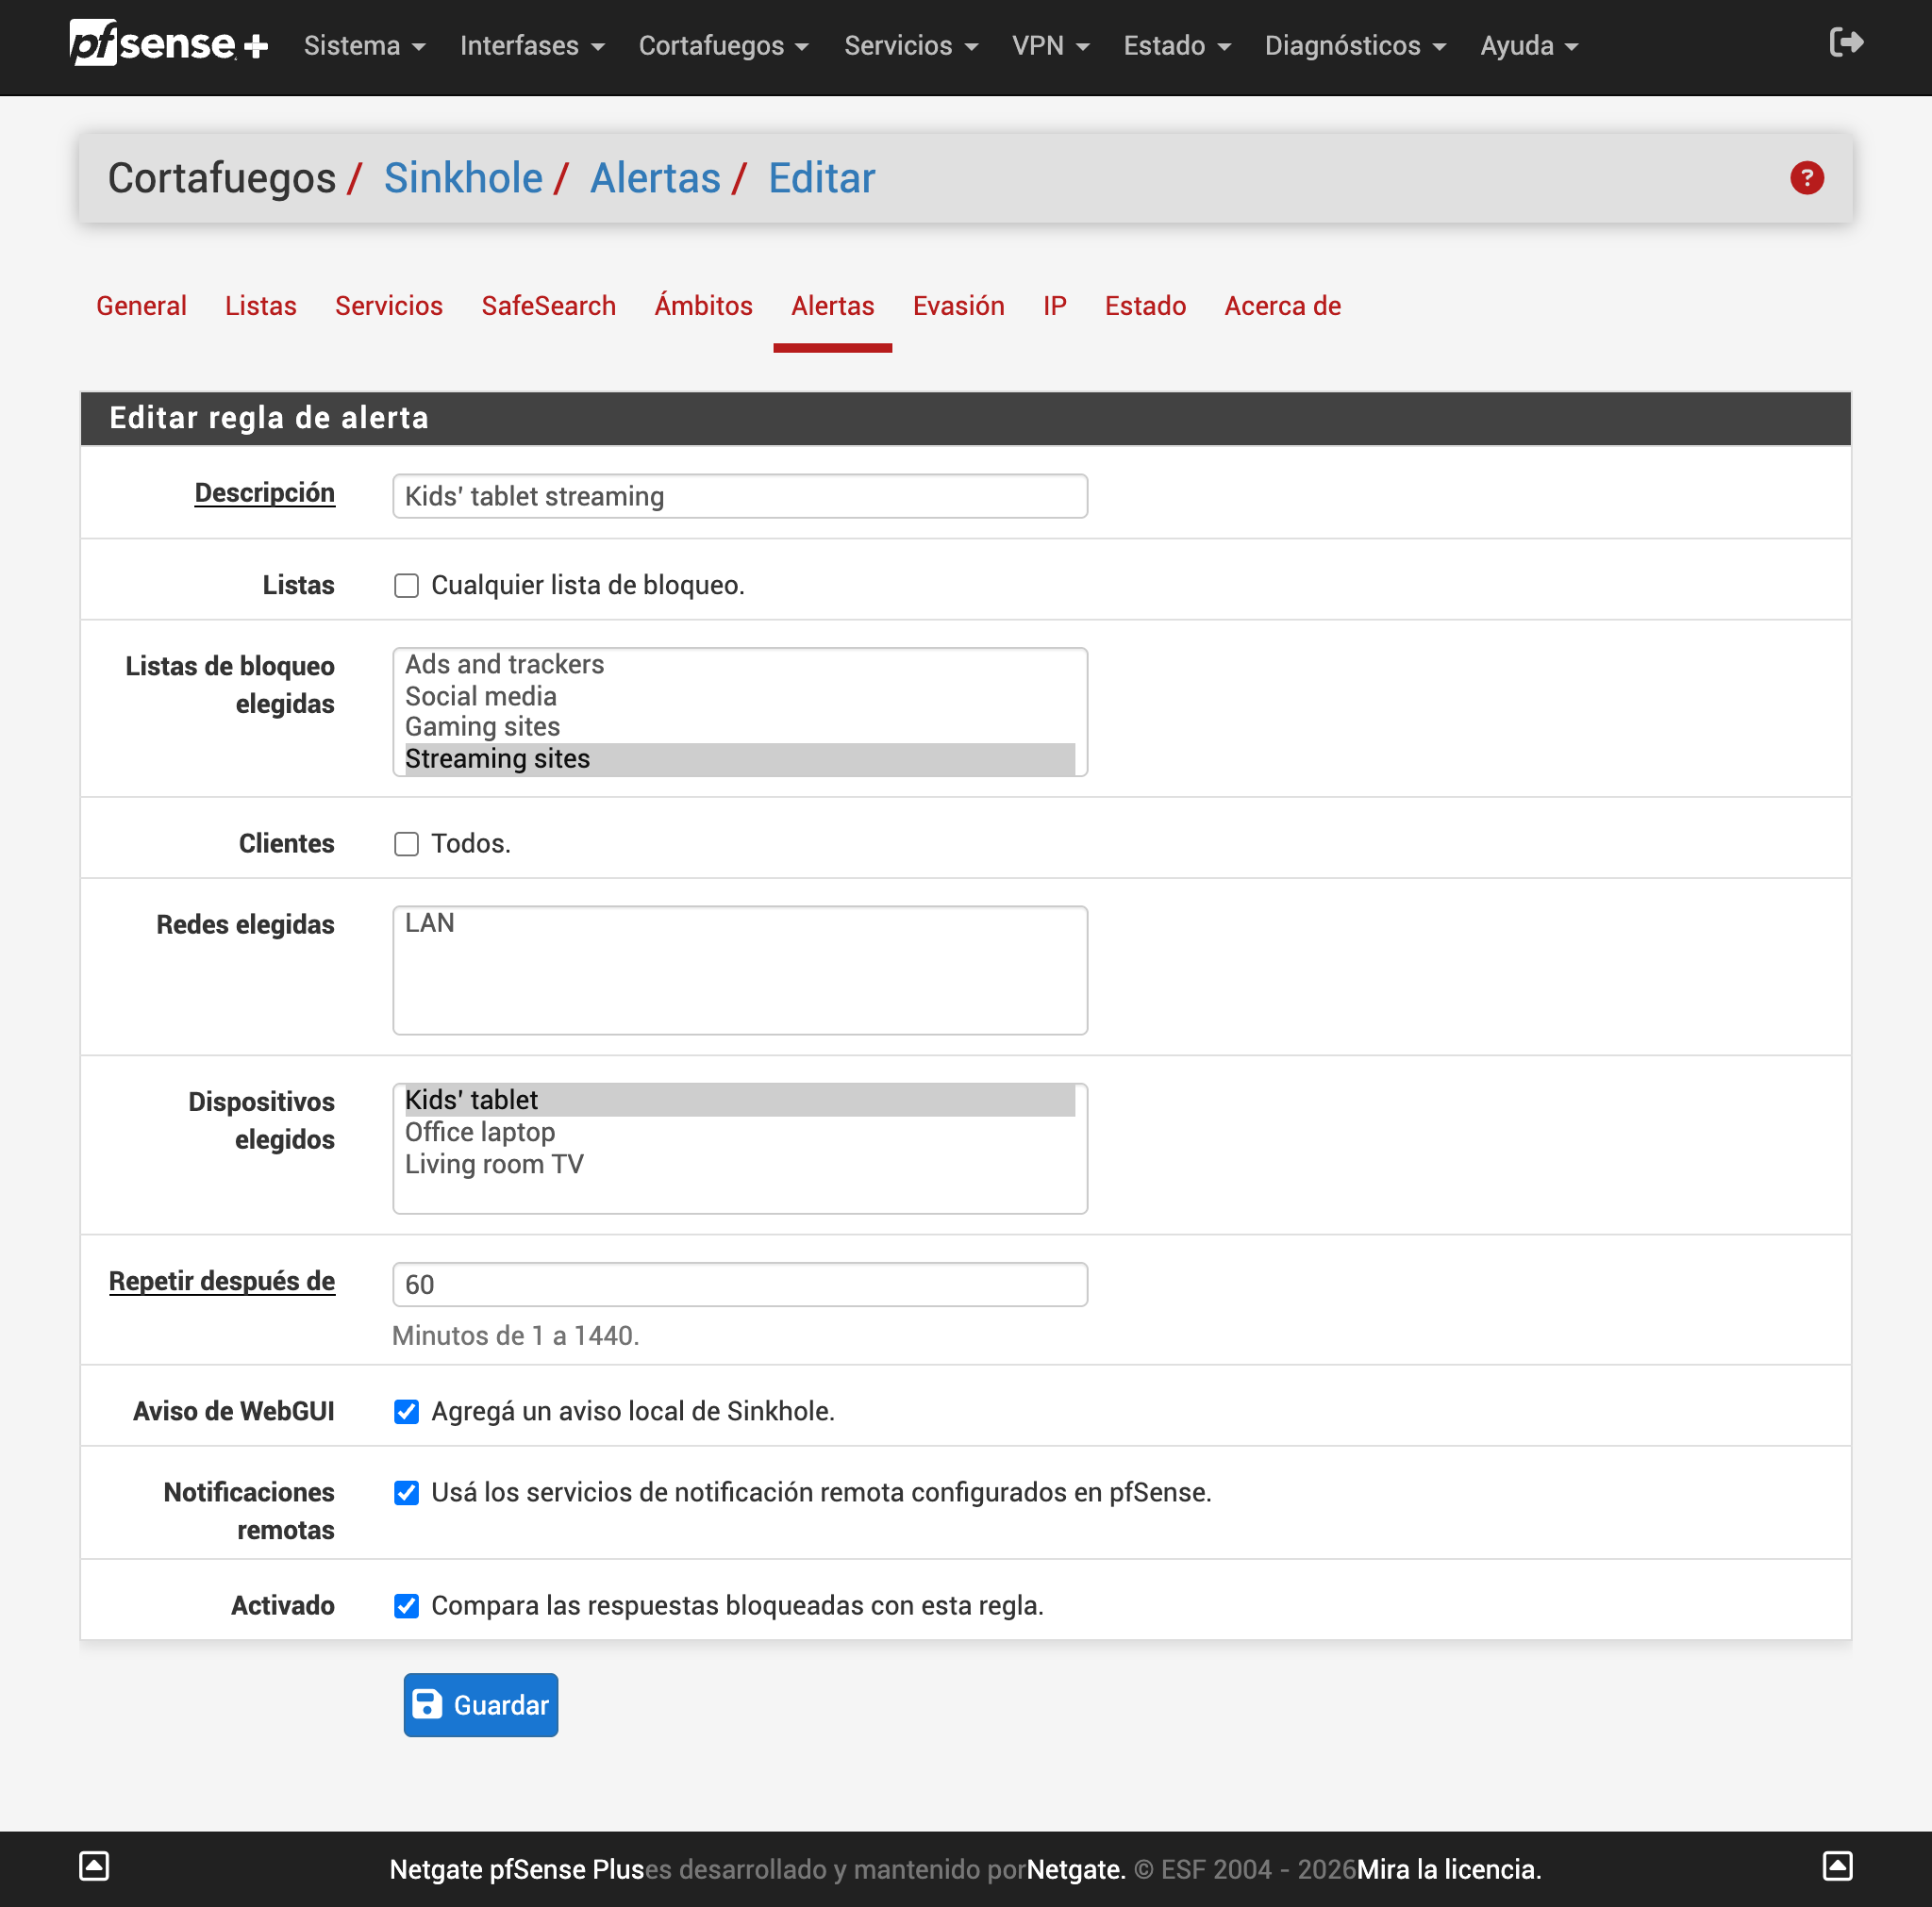 pfsense+ Sistema Interfases Cortafuegos Servicios VPN Estado Diagnósticos Ayuda
Cortafuegos / Sinkhole / Alertas / Editar
?
General Listas Servicios SafeSearch Ámbitos Alertas Evasión IP Estado Acerca de
Editar regla de alerta
Descripción Kids' tablet streaming
Listas Cualquier lista de bloqueo.
Listas de bloqueo
elegidas
Ads and trackers
Social media
Gaming sites
Streaming sites
Clientes Todos.
Redes elegidas LAN
Dispositivos
elegidos
Kids' tablet
Office laptop
Living room TV
Repetir después de 60
Minutos de 1 a 1440.
Aviso de WebGUI Agregá un aviso local de Sinkhole.
Notificaciones
remotas
Usá los servicios de notificación remota configurados en pfSense.
Activado Compara las respuestas bloqueadas con esta regla.
Guardar
Netgate pfSense Pluses desarrollado y mantenido porNetgate. © ESF 2004 - 2026Mira la licencia.